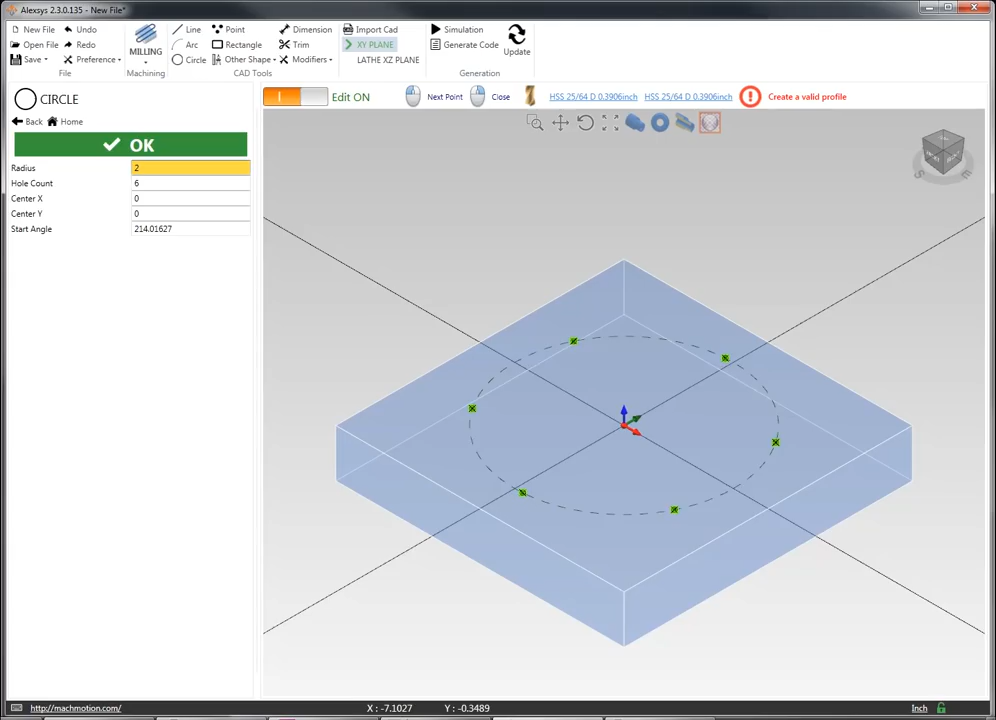 Alexsys 2.3.0.135 - New File*
New File
Undo
Open File
Redo
Save
Preference
File
MILLING
Machining
Line
Point
Dimension
Arc
Rectangle
Trim
Circle
Other Shape
Modifiers
CAD Tools
Import Cad
XY PLANE
LATHE XZ PLANE
Simulation
Generate Code
Update
Generation
CIRCLE
Back
Home
OK
Radius 2
Hole Count 6
Center X 0
Center Y 0
Start Angle 214.01627
Edit ON
Next Point
Close
HSS 25/64 D 0.3906inch
HSS 25/64 D 0.3906inch
Create a valid profile
S
E
http://machmotion.com/
X : -7.1027
Y : -0.3489
Inch